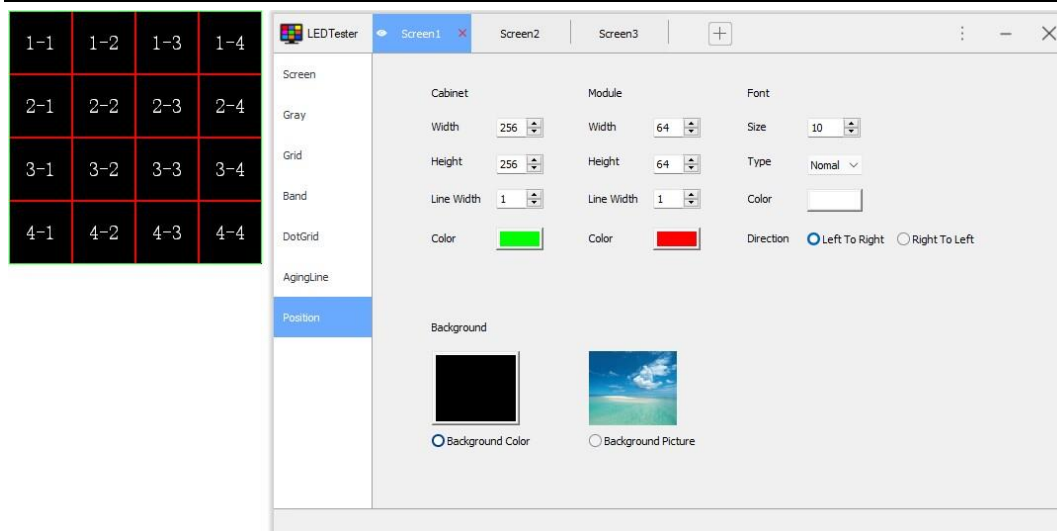 1-1 1-2 1-3 1-4
2-1 2-2 2-3 2-4
3-1 3-2 3-3 3-4
4-1 4-2 4-3 4-4
LEDTester Screen1 Screen2 Screen3
Screen
Gray
Grid
Band
DotGrid
AgingLine
Position
Cabinet Module Font
Width 256 Width 64 Size 10
Height 256 Height 64 Type Nomal
Line Width 1 Line Width 1 Color
Color Color Direction Left To Right Right To Left
Background
Background Color Background Picture